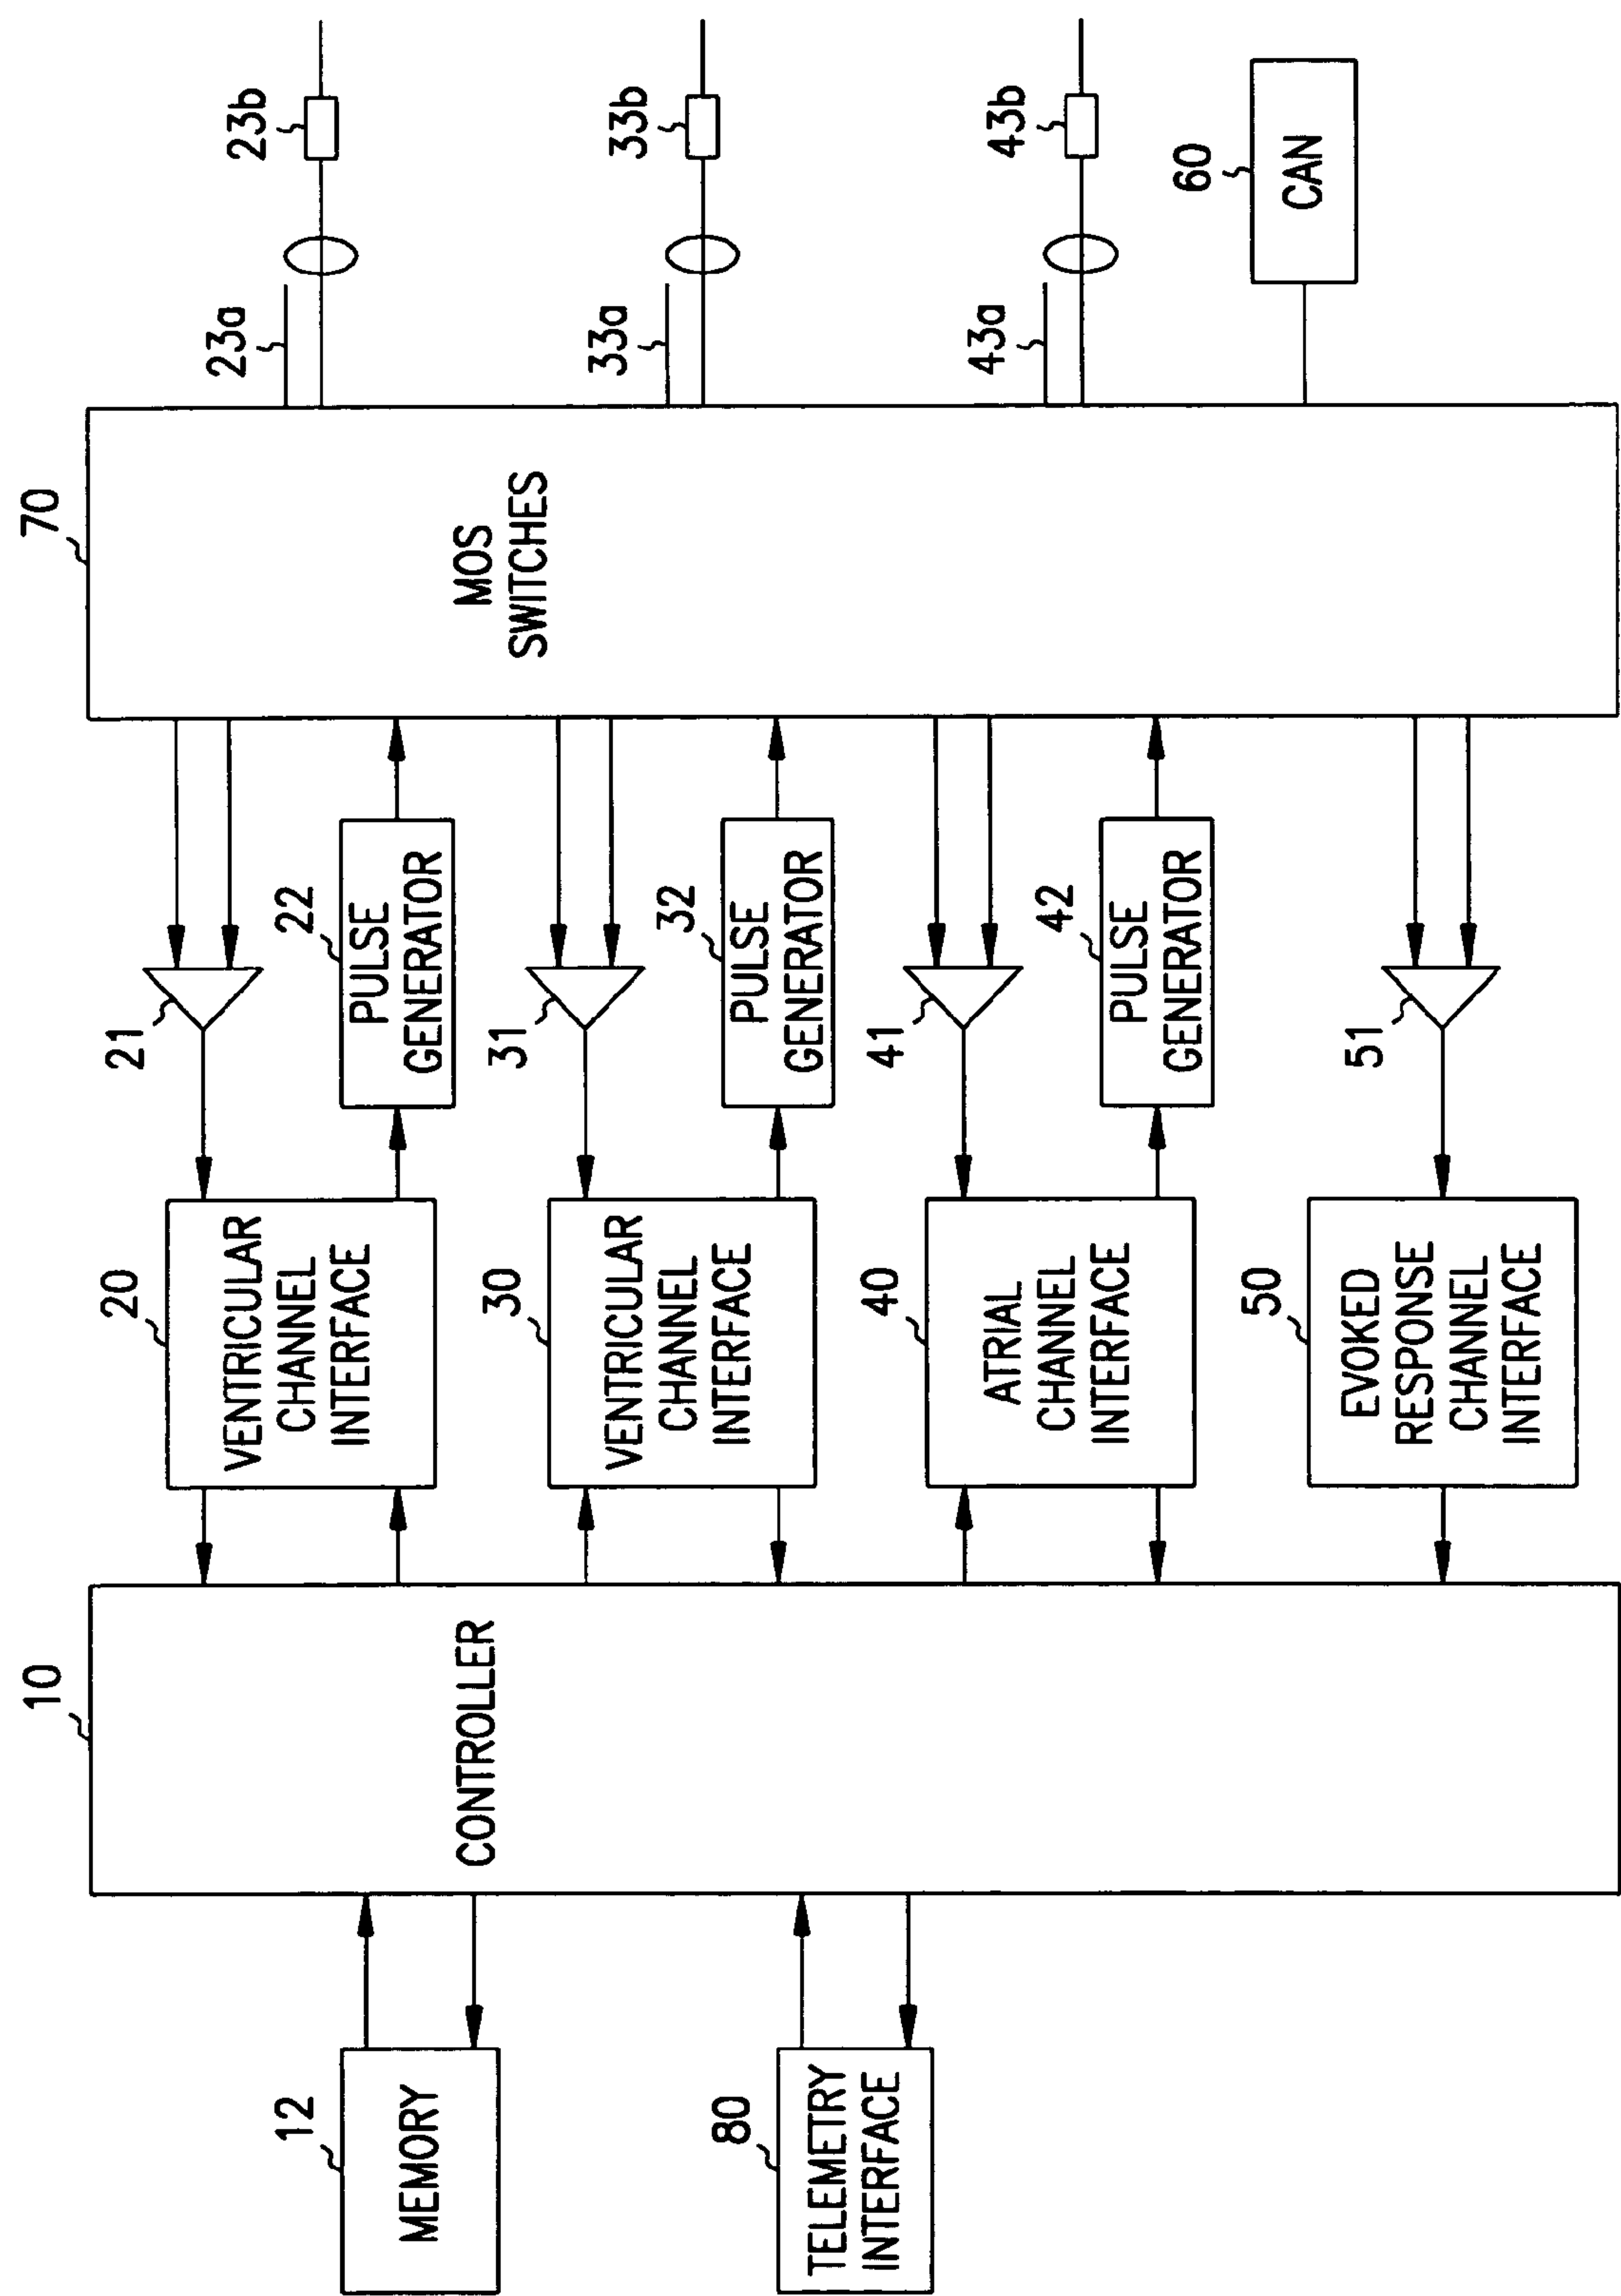 12
MEMORY
80
TELEMETRY
INTERFACE
10
CONTROLLER
20
VENTRICULAR
CHANNEL
INTERFACE
21
22
PULSE
GENERATOR
30
VENTRICULAR
CHANNEL
INTERFACE
31
32
PULSE
GENERATOR
40
ATRIAL
CHANNEL
INTERFACE
41
42
PULSE
GENERATOR
50
EVOKED
RESPONSE
CHANNEL
INTERFACE
51
70
MOS
SWITCHES
23a
23b
33a
33b
43a
43b
60
CAN